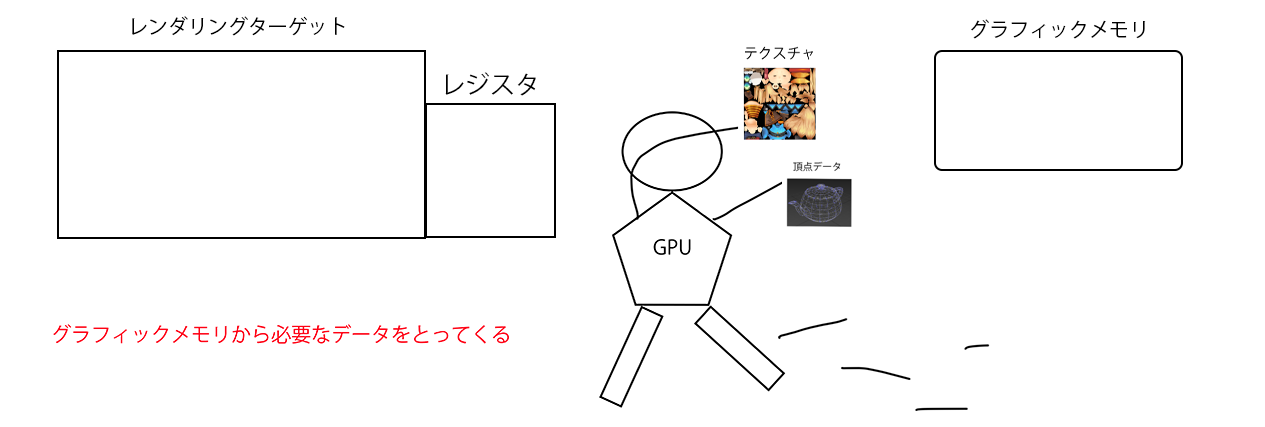 レンダリングターゲット
グラフィックメモリ
テクスチャ
レジスタ
頂点データ
GPU
グラフィックメモリから必要なデータをとってくる